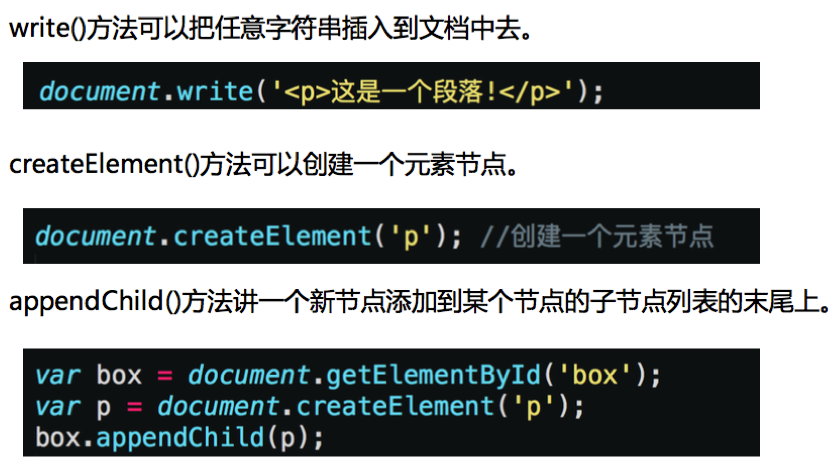 write()方法可以把任意字符串插入到文档中去。
document.write('<p>这是一个段落!</p>');
createElement()方法可以创建一个元素节点。
document.createElement('p'); //创建一个元素节点
appendChild()方法讲一个新节点添加到某个节点的子节点列表的末尾上。
var box = document.getElementById('box');
var p = document.createElement('p');
box.appendChild(p);